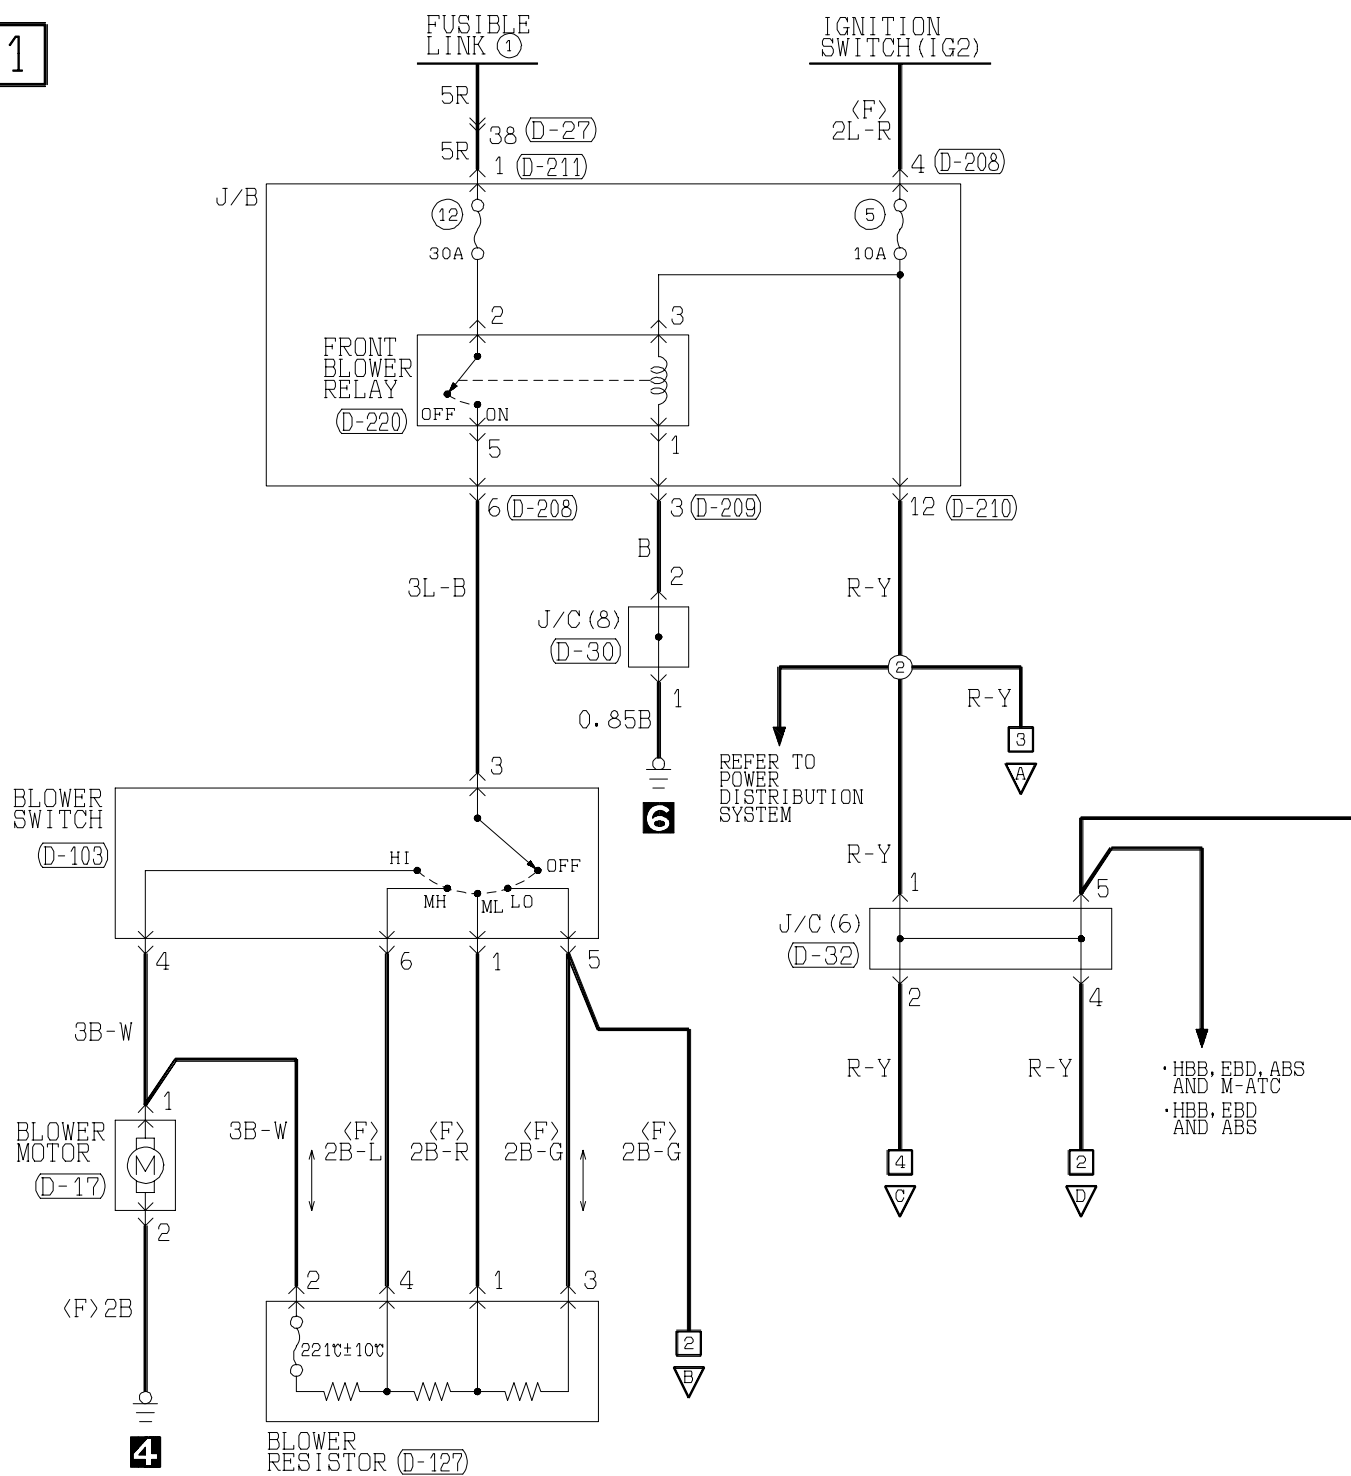 1
FUSIBLE
LINK ①
IGNITION
SWITCH(IG2)
5R
<F>
2L-R
38 (D-27)
5R
1 (D-211)
4 (D-208)
J/B
12
30A
5
10A
2
3
FRONT
BLOWER
RELAY
(D-220)
OFF
ON
5
1
6 (D-208)
3 (D-209)
12 (D-210)
B
2
3L-B
R-Y
J/C(8)
(D-30)
2
1
0.85B
R-Y
3
A
REFER TO
POWER
DISTRIBUTION
SYSTEM
6
3
BLOWER
SWITCH
(D-103)
HI
OFF
MH
ML
LO
R-Y
1
5
J/C(6)
(D-32)
4
6
1
5
2
4
3B-W
R-Y
R-Y
·HBB,EBD,ABS
AND M-ATC
·HBB,EBD
AND ABS
1
BLOWER
MOTOR
(D-17)
M
3B-W
<F>
2B-L
<F>
2B-R
<F>
2B-G
<F>
2B-G
4
C
2
D
2
<F>2B
2
4
1
3
221℃±10℃
2
B
4
BLOWER
RESISTOR (D-127)